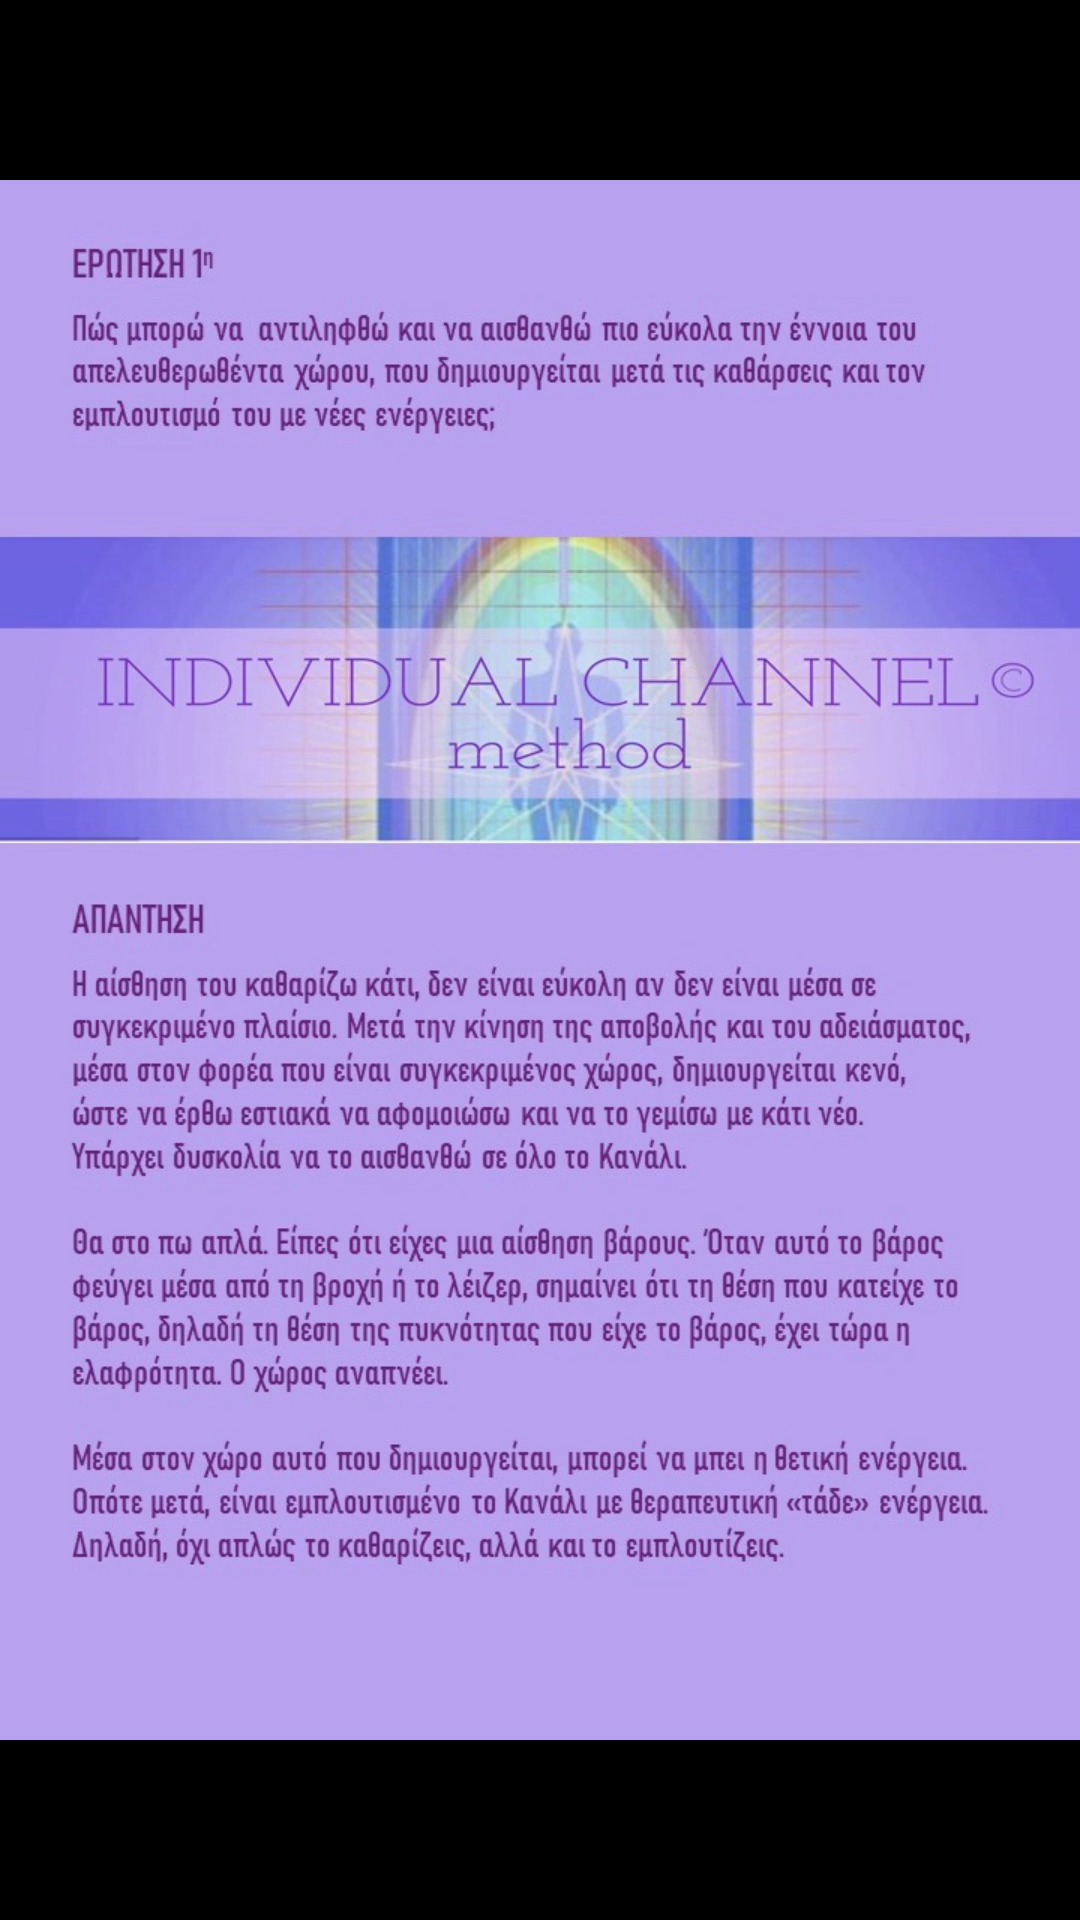 ΕΡΩΤΗΣΗ 1η
Πώς μπορώ να αντιληφθώ και να αισθανθώ πιο εύκολα την έννοια του
απελευθερωθέντα χώρου, που δημιουργείται μετά τις καθάρσεις και τον
εμπλουτισμό του με νέες ενέργειες;
INDIVIDUAL CHANNEL©
method
ΑΠΑΝΤΗΣΗ
Η αίσθηση του καθαρίζω κάτι, δεν είναι εύκολη αν δεν είναι μέσα σε
συγκεκριμένο πλαίσιο. Μετά την κίνηση της αποβολής και του αδειάσματος,
μέσα στον φορέα που είναι συγκεκριμένος χώρος, δημιουργείται κενό,
ώστε να έρθω εστιακά να αφομοιώσω και να το γεμίσω με κάτι νέο.
Υπάρχει δυσκολία να το αισθανθώ σε όλο το Κανάλι.
Θα στο πω απλά. Είπες ότι είχες μια αίσθηση βάρους. Όταν αυτό το βάρος
φεύγει μέσα από τη βροχή ή το λέιζερ, σημαίνει ότι τη θέση που κατείχε το
βάρος, δηλαδή τη θέση της πυκνότητας που είχε το βάρος, έχει τώρα η
ελαφρότητα. Ο χώρος αναπνέει.
Μέσα στον χώρο αυτό που δημιουργείται, μπορεί να μπει η θετική ενέργεια.
Οπότε μετά, είναι εμπλουτισμένο το Κανάλι με θεραπευτική «τάδε» ενέργεια.
Δηλαδή, όχι απλώς το καθαρίζεις, αλλά και το εμπλουτίζεις.